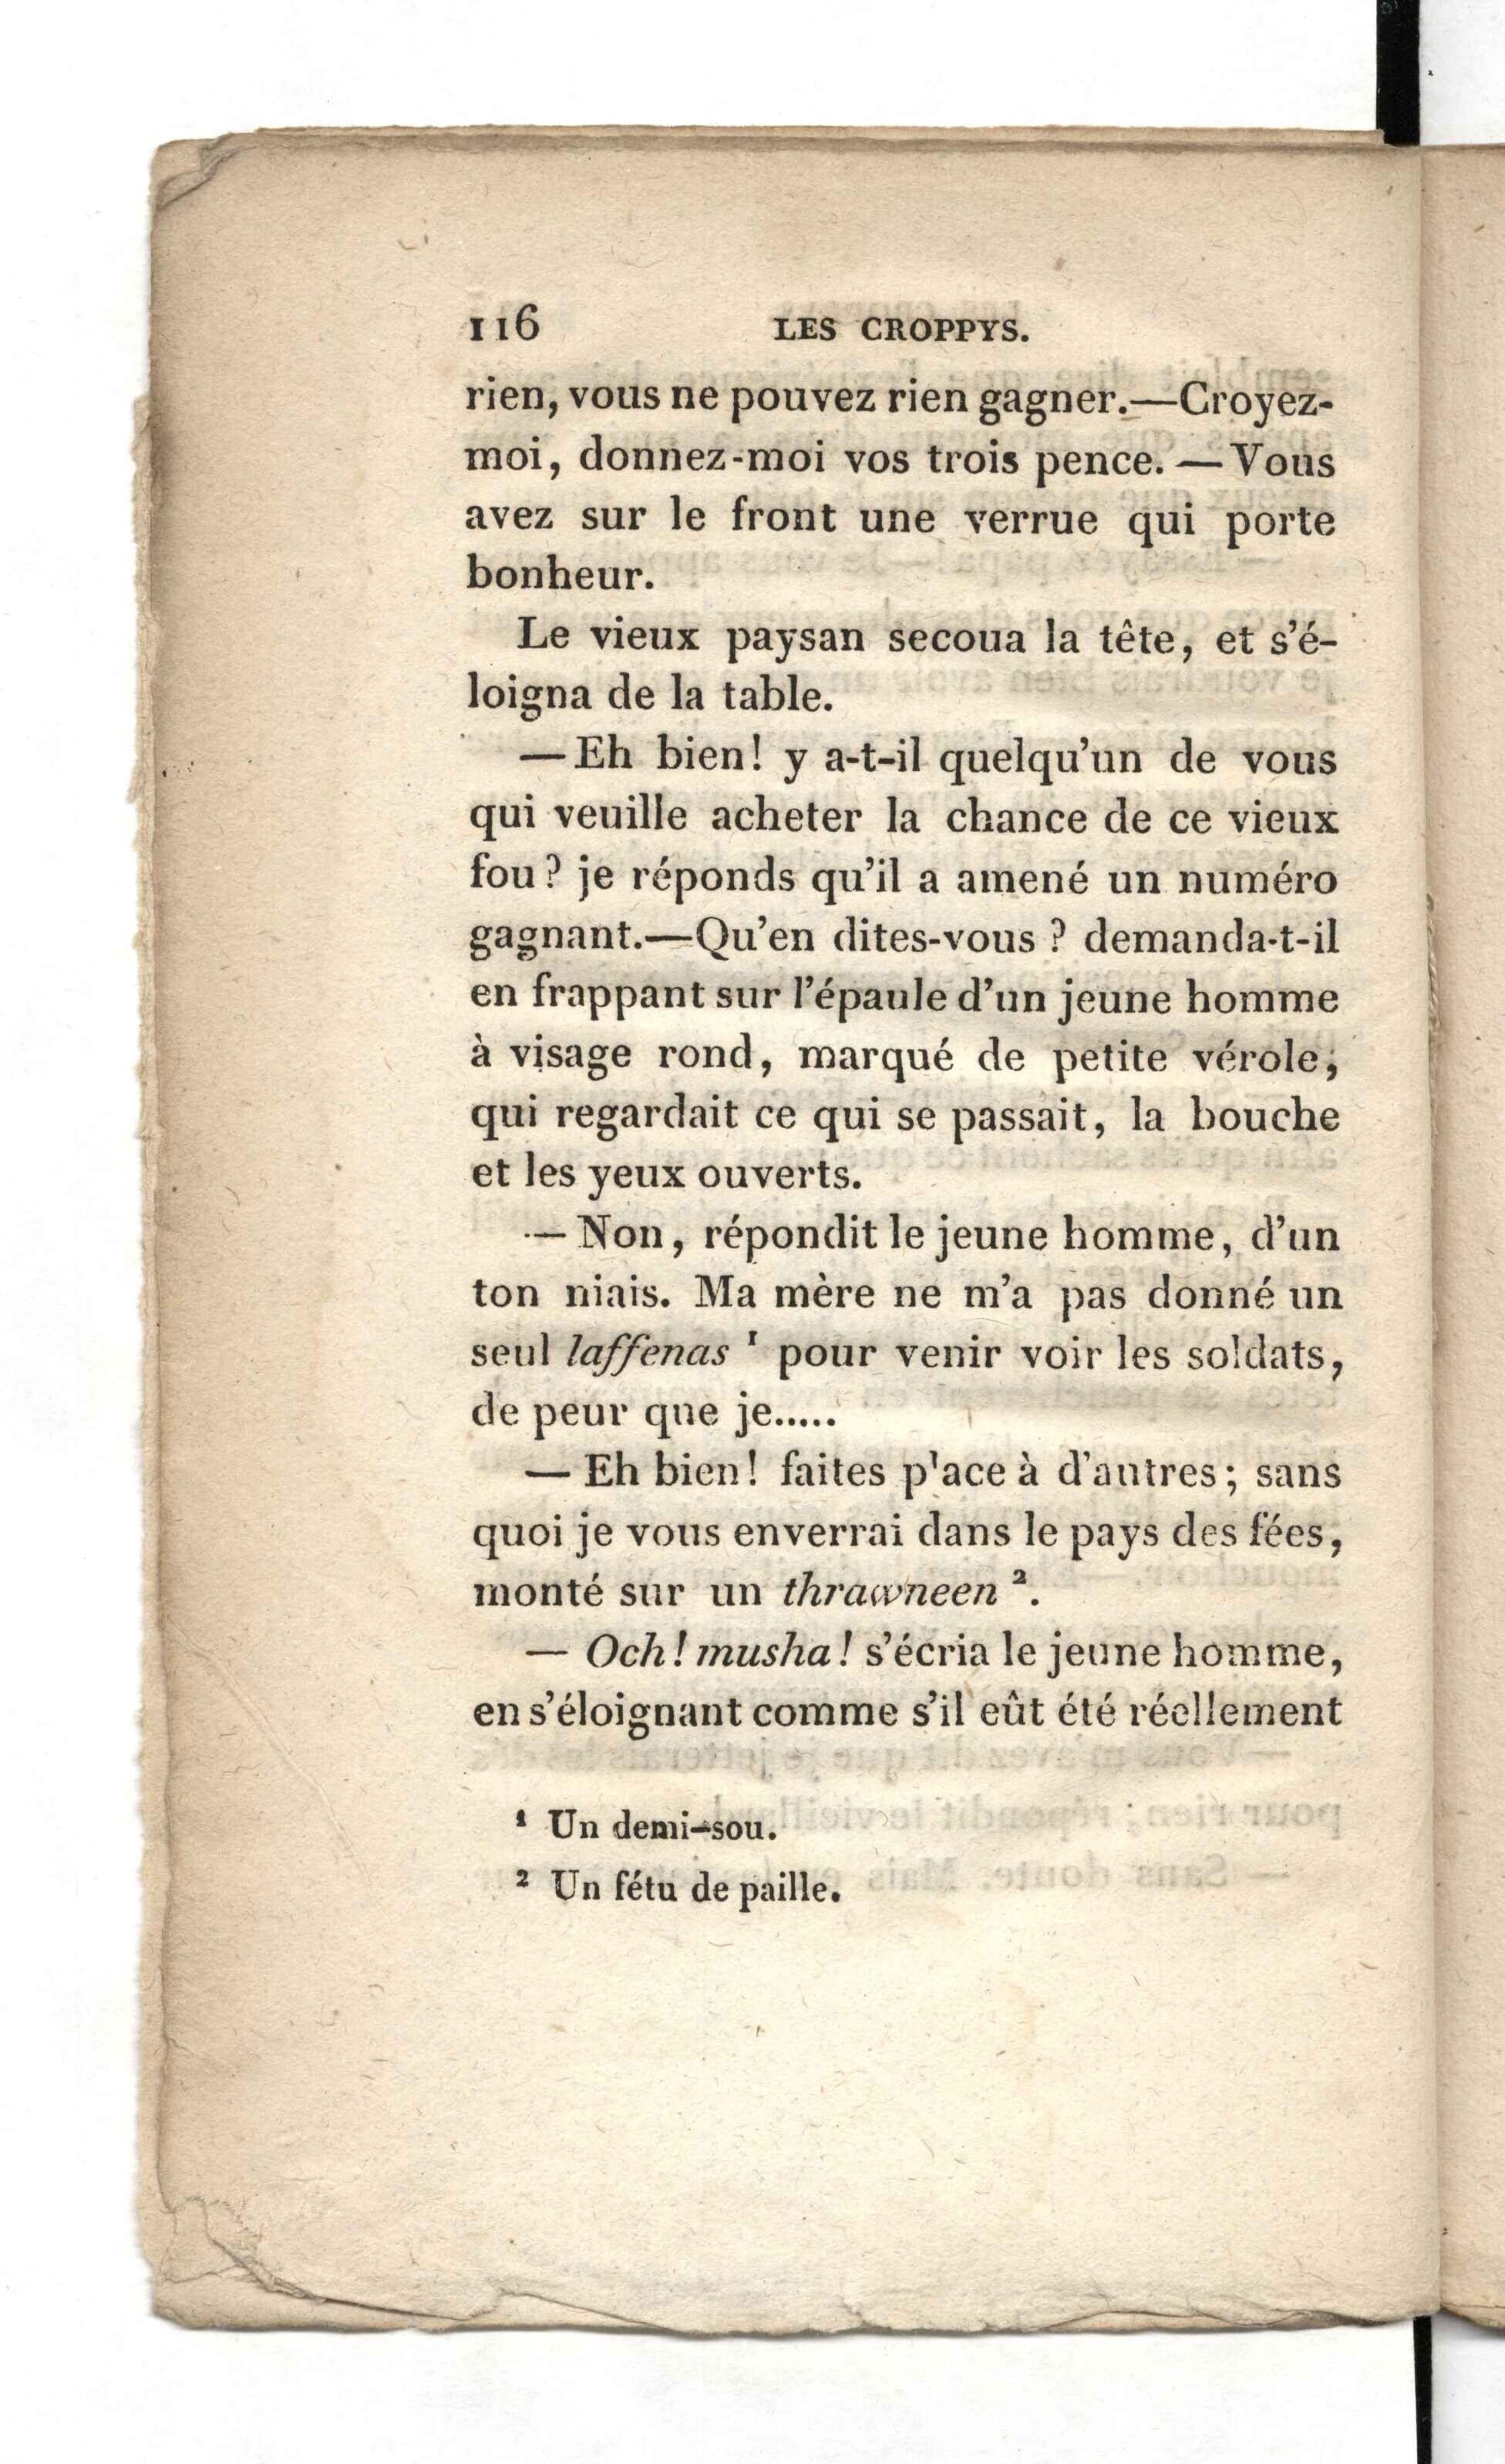 116 LES CROPPYS.
rien, vous ne pouvez rien gagner.—Croyez-
moi, donnez-moi vos trois pence. — Vous
avez sur le front une verrue qui porte
bonheur.
Le vieux paysan secoua la tête, et s'é-
loigna de la table.
— Eh bien! y a-t-il quelqu'un de vous
qui veuille acheter la chance de ce vieux
fou? je réponds qu'il a amené un numéro
gagnant.—Qu'en dites-vous ? demanda-t-il
en frappant sur l'épaule d'un jeune homme
à visage rond, marqué de petite vérole,
qui regardait ce qui se passait, la bouche
et les yeux ouverts.
— Non, répondit le jeune homme, d'un
ton niais. Ma mère ne m'a pas donné un
seul laffenas ¹ pour venir voir les soldats,
de peur que je.....
— Eh bien! faites place à d'autres; sans
quoi je vous enverrai dans le pays des fées,
monté sur un thrawneen ².
— Och! musha! s'écria le jeune homme,
en s'éloignant comme s'il eût été réellement
¹ Un demi-sou.
² Un fétu de paille.